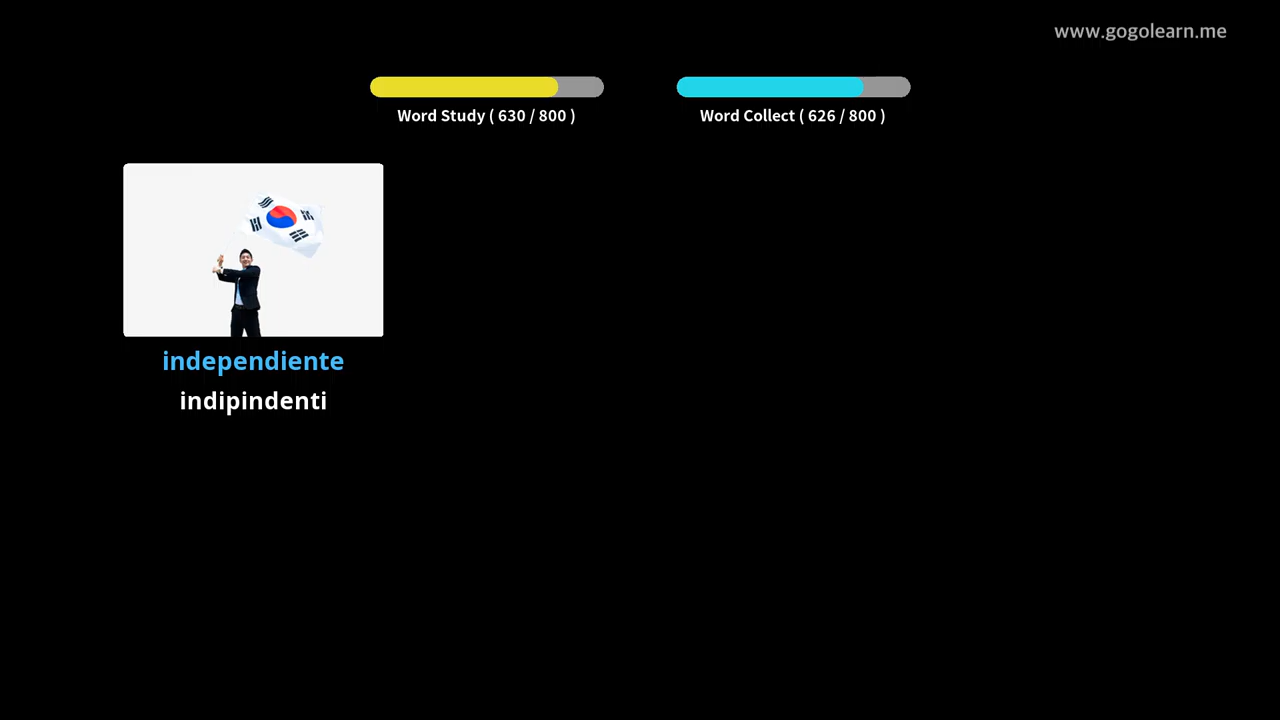 www.gogolearn.me
Word Study ( 630 / 800 )
Word Collect ( 626 / 800 )
independiente
indipindenti